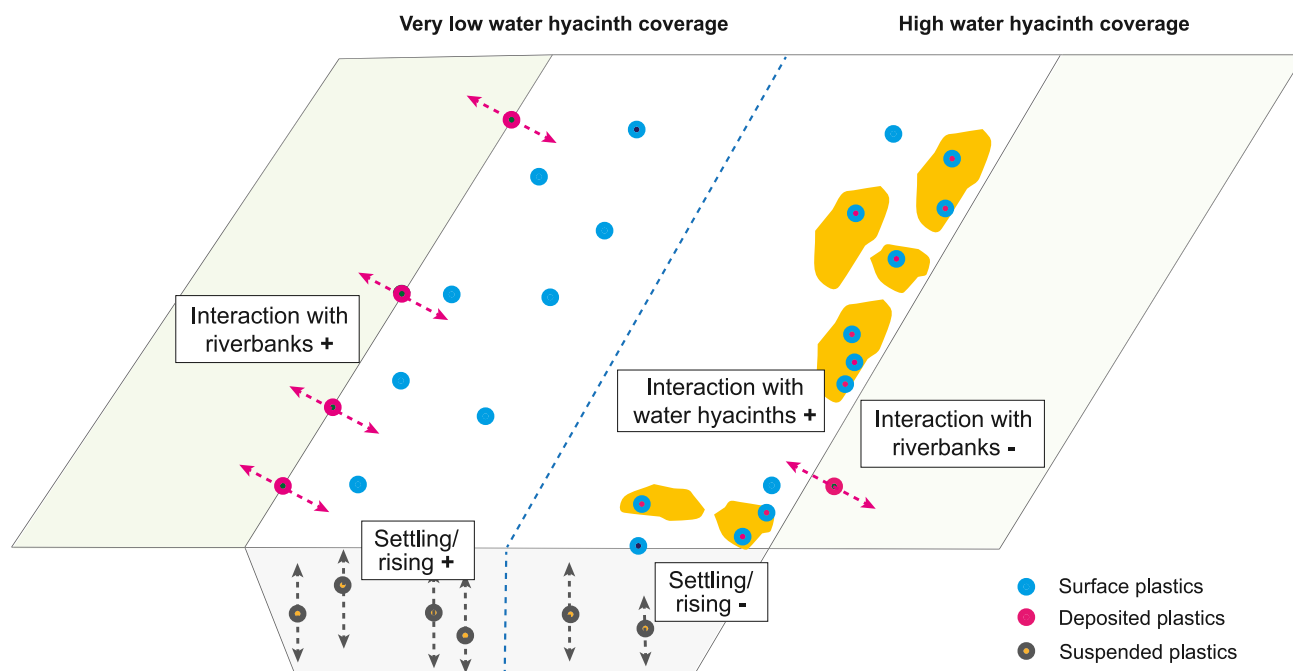 Very low water hyacinth coverage
High water hyacinth coverage
Interaction with
riverbanks +
Interaction with
water hyacinths +
Interaction with
riverbanks -
Settling/
rising +
Settling/
rising -
Surface plastics
Deposited plastics
Suspended plastics